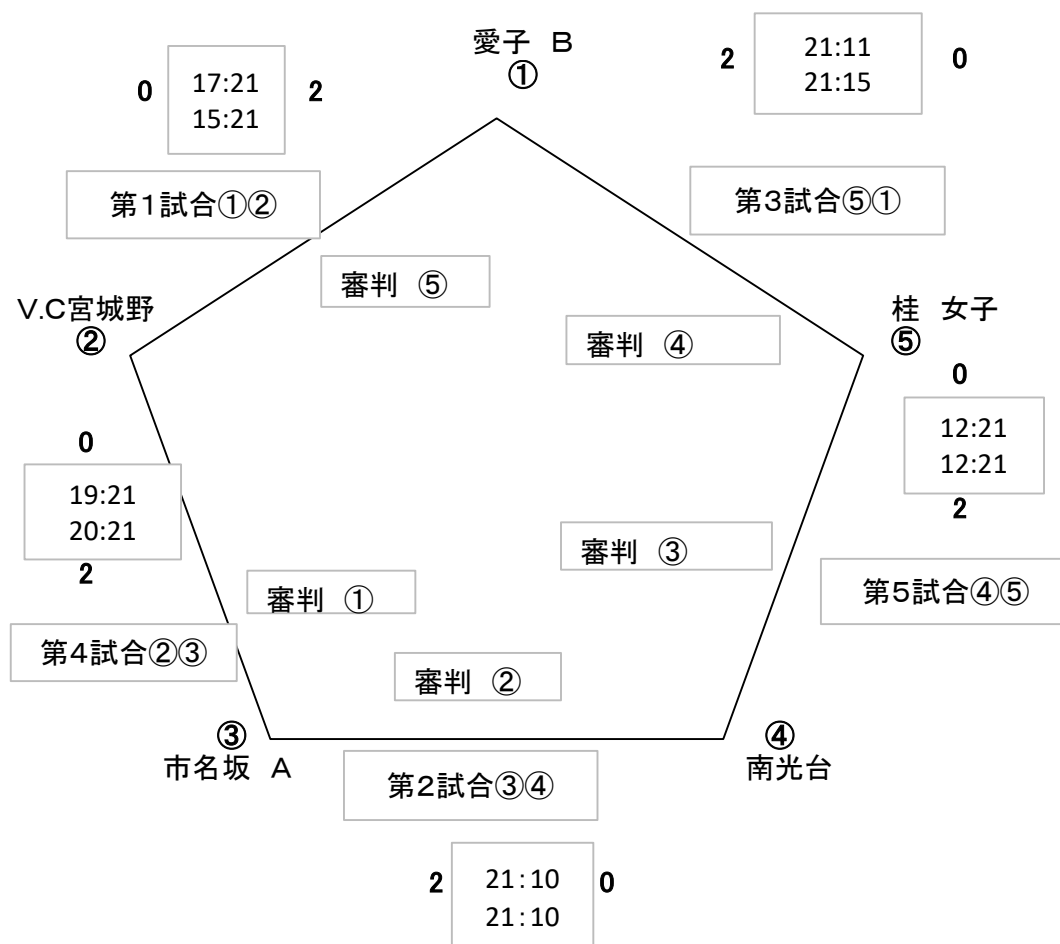 愛子 B
①
0
17:21
15:21
2
2
21:11
21:15
0
第1試合①②
第3試合⑤①
審判 ⑤
V.C宮城野
②
審判 ④
桂 女子
⑤
0
19:21
20:21
2
0
12:21
12:21
2
審判 ③
審判 ①
第5試合④⑤
第4試合②③
審判 ②
③
市名坂 A
④
南光台
第2試合③④
2
21:10
21:10
0